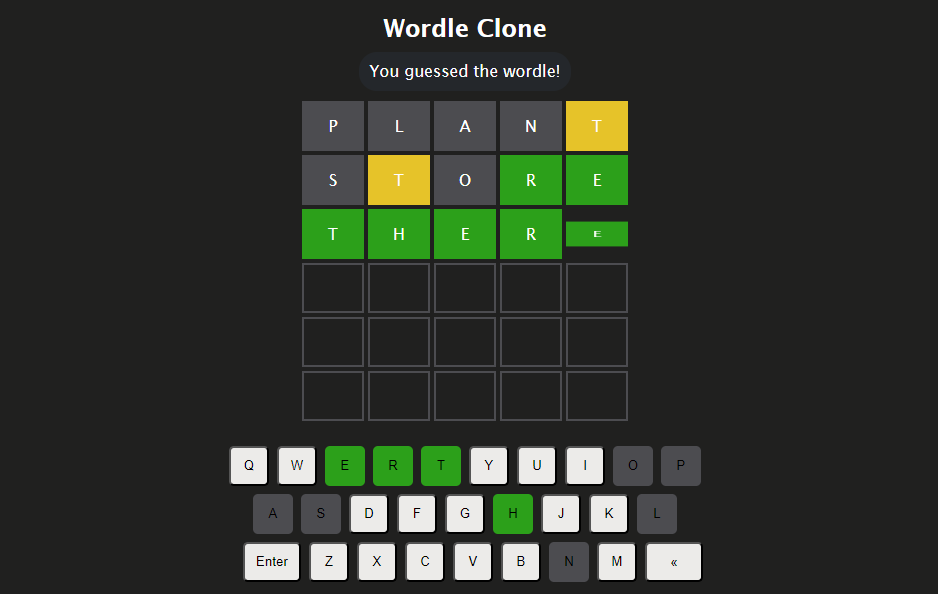 Wordle Clone
You guessed the wordle!
P L A N T
S T O R E
T H E R E
Q W E R T Y U I O P
A S D F G H J K L
Enter Z X C V B N M «